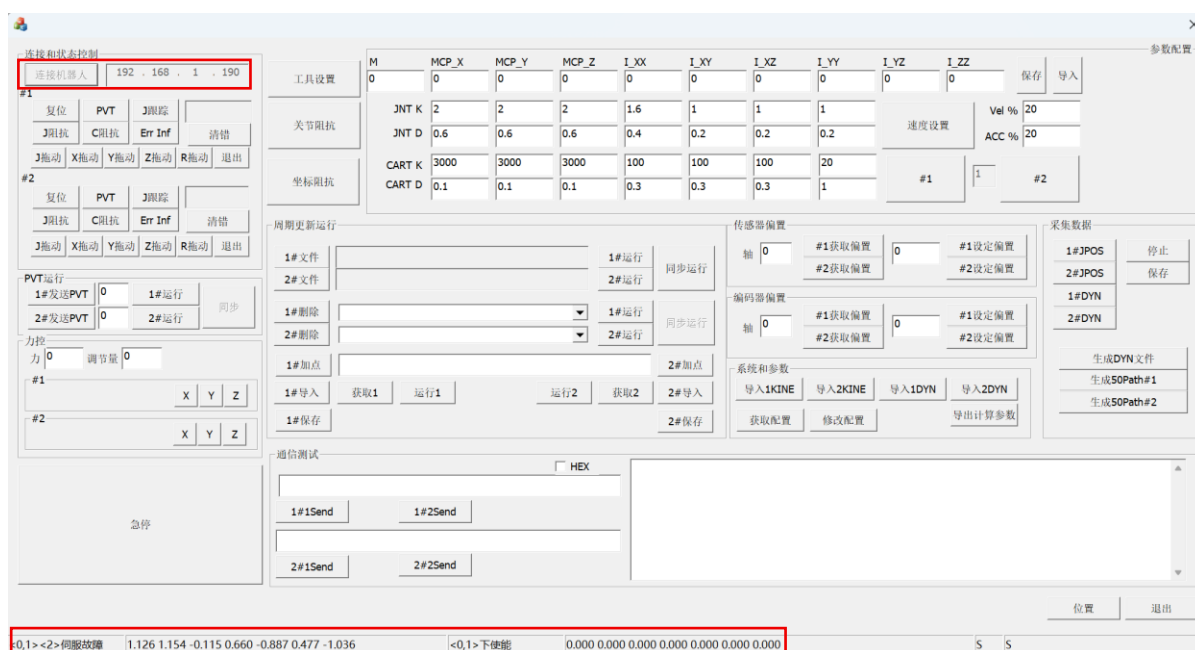 连接和状态控制
连接机器人 192 . 168 . 1 . 190
#1
复位 PVT J跟踪
J阻抗 C阻抗 Err Inf 清错
J拖动 X拖动 Y拖动 Z拖动 R拖动 退出
#2
复位 PVT J跟踪
J阻抗 C阻抗 Err Inf 清错
J拖动 X拖动 Y拖动 Z拖动 R拖动 退出
PVT运行
1#发送PVT 0 1#运行
2#发送PVT 0 2#运行
同步
力控
力 0 调节量 0
#1
X Y Z
#2
X Y Z
急停
参数配置
工具设置
M MCP_X MCP_Y MCP_Z I_XX I_XY I_XZ I_YY I_YZ I_ZZ
0 0 0 0 0 0 0 0 0 0 保存 导入
关节阻抗
JNT K 2 2 2 1.6 1 1 1
JNT D 0.6 0.6 0.6 0.4 0.2 0.2 0.2
速度设置
Vel % 20
ACC % 20
坐标阻抗
CART K 3000 3000 3000 100 100 100 20
CART D 0.1 0.1 0.1 0.3 0.3 0.3 1
#1 1 #2
周期更新运行
1#文件 1#运行
2#文件 2#运行
同步运行
1#删除 1#运行
2#删除 2#运行
同步运行
1#加点 2#加点
1#导入 获取1 运行1 运行2 获取2 2#导入
1#保存 2#保存
传感器偏置
轴 0 #1获取偏置 0 #1设定偏置
#2获取偏置 #2设定偏置
编码器偏置
轴 0 #1获取偏置 0 #1设定偏置
#2获取偏置 #2设定偏置
系统和参数
导入1KINE 导入2KINE 导入1DYN 导入2DYN
获取配置 修改配置 导出计算参数
采集数据
1#JPOS 停止
2#JPOS 保存
1#DYN
2#DYN
生成DYN文件
生成50Path#1
生成50Path#2
通信测试
HEX
1#1Send 1#2Send
2#1Send 2#2Send
位置 退出
<0,1><2>伺服故障 1.126 1.154 -0.115 0.660 -0.887 0.477 -1.036 <0,1>下使能 0.000 0.000 0.000 0.000 0.000 0.000 0.000 S S